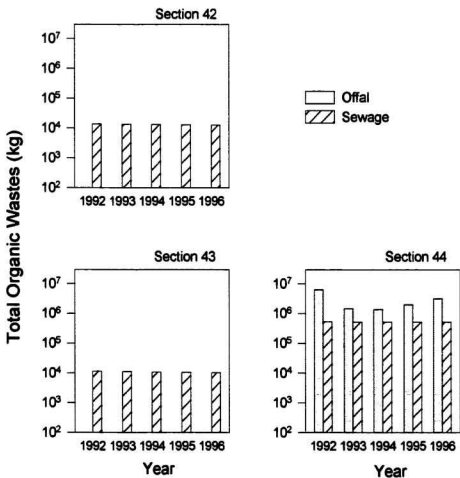 Section 42
10⁷
10⁶
10⁵
10⁴
10³
10²
1992 1993 1994 1995 1996
Offal
Sewage
Total Organic Wastes (kg)
Section 43
10⁷
10⁶
10⁵
10⁴
10³
10²
1992 1993 1994 1995 1996
Year
Section 44
10⁷
10⁶
10⁵
10⁴
10³
10²
1992 1993 1994 1995 1996
Year